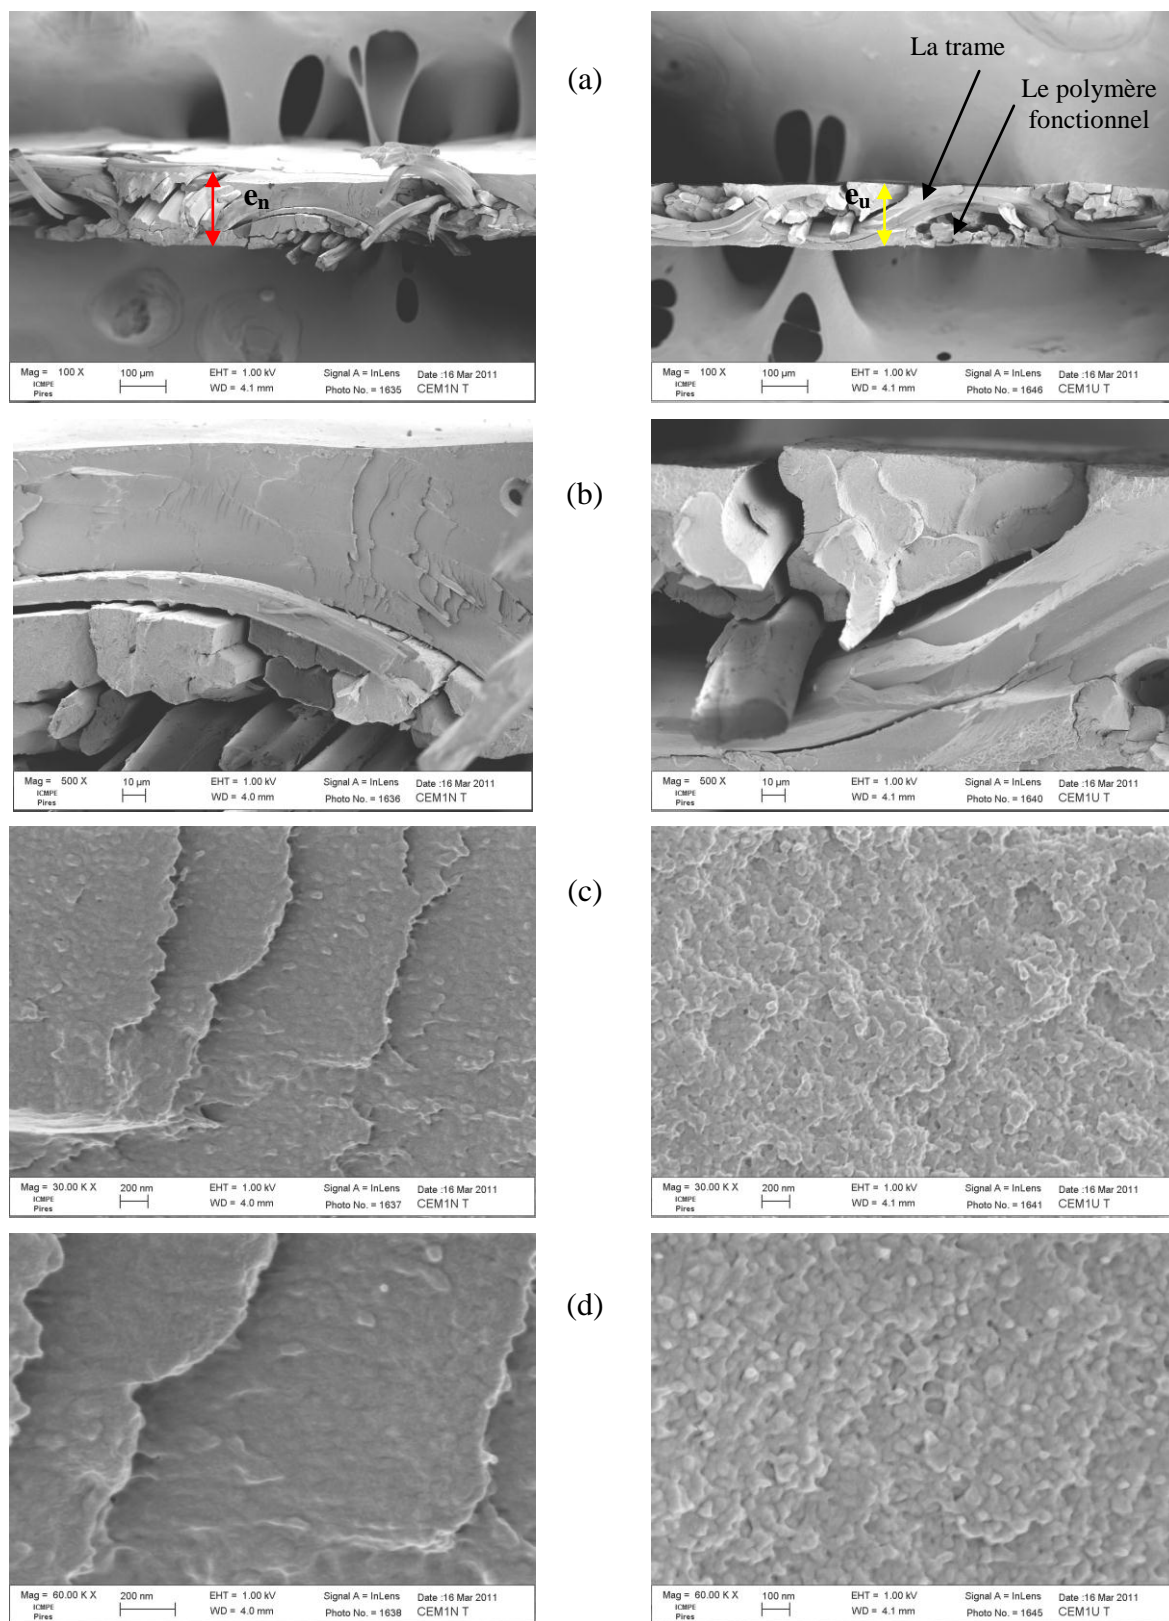 (a)
La trame
Le polymère
fonctionnel
eₙ
eᵤ
Mag = 100 X 100 µm EHT = 1.00 kV Signal A = InLens Date :16 Mar 2011
ICMPE
Pires WD = 4.1 mm Photo No. = 1635 CEM1N T
Mag = 100 X 100 µm EHT = 1.00 kV Signal A = InLens Date :16 Mar 2011
ICMPE
Pires WD = 4.1 mm Photo No. = 1646 CEM1U T
(b)
Mag = 500 X 10 µm EHT = 1.00 kV Signal A = InLens Date :16 Mar 2011
ICMPE
Pires WD = 4.0 mm Photo No. = 1636 CEM1N T
Mag = 500 X 10 µm EHT = 1.00 kV Signal A = InLens Date :16 Mar 2011
ICMPE
Pires WD = 4.1 mm Photo No. = 1640 CEM1U T
(c)
Mag = 30.00 K X 200 nm EHT = 1.00 kV Signal A = InLens Date :16 Mar 2011
ICMPE
Pires WD = 4.0 mm Photo No. = 1637 CEM1N T
Mag = 30.00 K X 200 nm EHT = 1.00 kV Signal A = InLens Date :16 Mar 2011
ICMPE
Pires WD = 4.1 mm Photo No. = 1641 CEM1U T
(d)
Mag = 60.00 K X 200 nm EHT = 1.00 kV Signal A = InLens Date :16 Mar 2011
ICMPE
Pires WD = 4.0 mm Photo No. = 1638 CEM1N T
Mag = 60.00 K X 100 nm EHT = 1.00 kV Signal A = InLens Date :16 Mar 2011
ICMPE
Pires WD = 4.1 mm Photo No. = 1645 CEM1U T